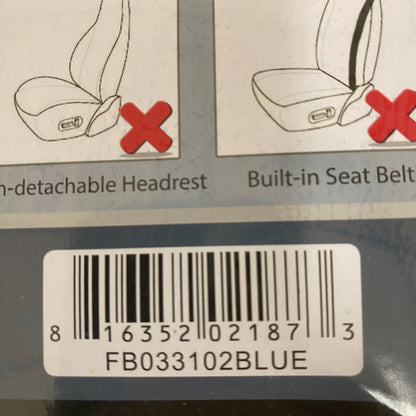 n-detachable Headrest
Built-in Seat Belt
8 16352 02187 3
FB033102BLUE